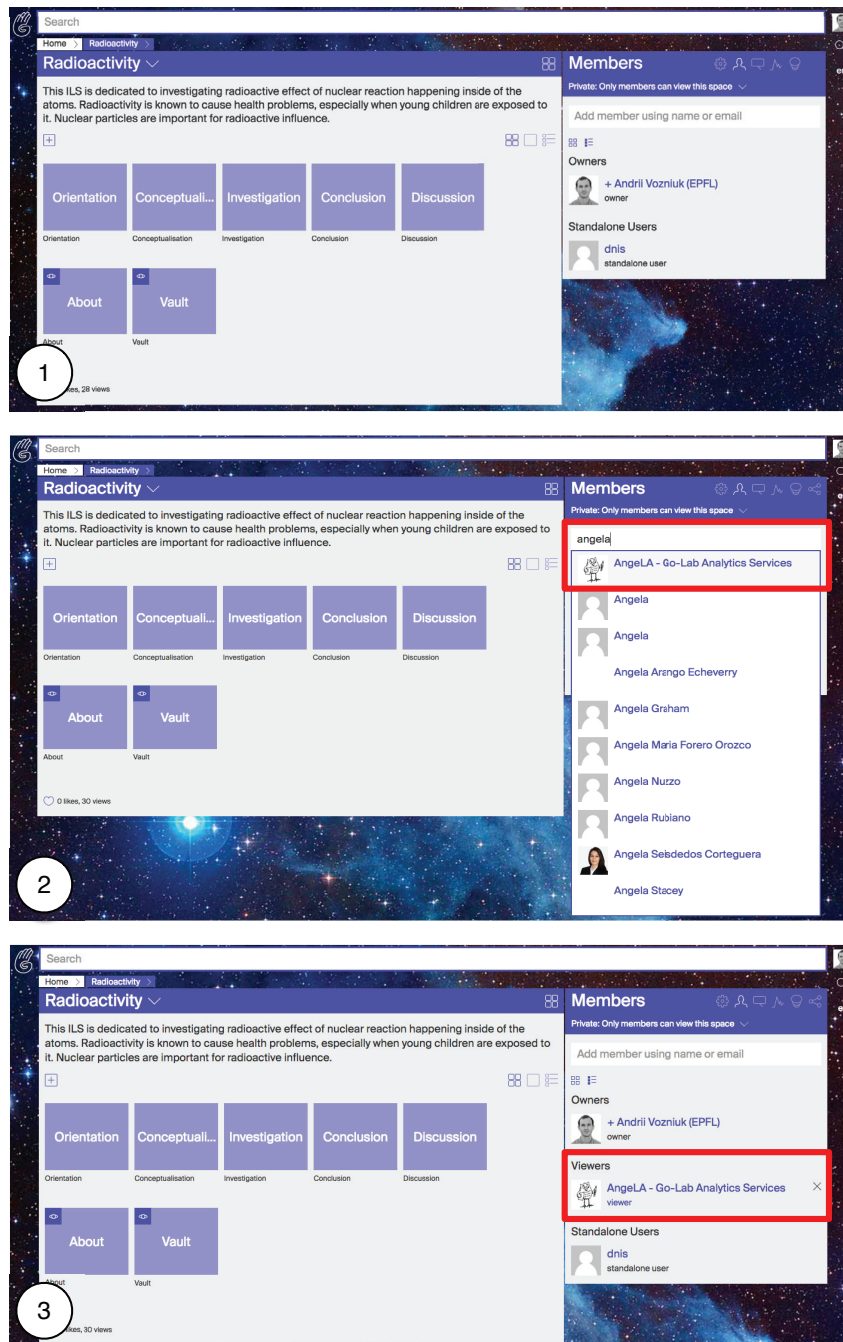 Search
Home > Radioactivity >
Radioactivity
This ILS is dedicated to investigating radioactive effect of nuclear reaction happening inside of the
atoms. Radioactivity is known to cause health problems, especially when young children are exposed to
it. Nuclear particles are important for radioactive influence.
Orientation Conceptuali... Investigation Conclusion Discussion
Orientation Conceptualisation Investigation Conclusion Discussion
About Vault
About Vault
28 views
1
Members
Private: Only members can view this space
Add member using name or email
Owners
+ Andrii Vozniuk (EPFL)
owner
Standalone Users
dnis
standalone user
Search
Home > Radioactivity >
Radioactivity
This ILS is dedicated to investigating radioactive effect of nuclear reaction happening inside of the
atoms. Radioactivity is known to cause health problems, especially when young children are exposed to
it. Nuclear particles are important for radioactive influence.
Orientation Conceptuali... Investigation Conclusion Discussion
Orientation Conceptualisation Investigation Conclusion Discussion
About Vault
About Vault
0 likes, 30 views
2
Members
Private: Only members can view this space
angela
AngeLA - Go-Lab Analytics Services
Angela
Angela
Angela Arango Echeverry
Angela Graham
Angela Maria Forero Orozco
Angela Nuzzo
Angela Rubiano
Angela Seisdedos Corteguera
Angela Stacey
Search
Home > Radioactivity >
Radioactivity
This ILS is dedicated to investigating radioactive effect of nuclear reaction happening inside of the
atoms. Radioactivity is known to cause health problems, especially when young children are exposed to
it. Nuclear particles are important for radioactive influence.
Orientation Conceptuali... Investigation Conclusion Discussion
Orientation Conceptualisation Investigation Conclusion Discussion
About Vault
About Vault
30 views
3
Members
Private: Only members can view this space
Add member using name or email
Owners
+ Andrii Vozniuk (EPFL)
owner
Viewers
AngeLA - Go-Lab Analytics Services
viewer
Standalone Users
dnis
standalone user